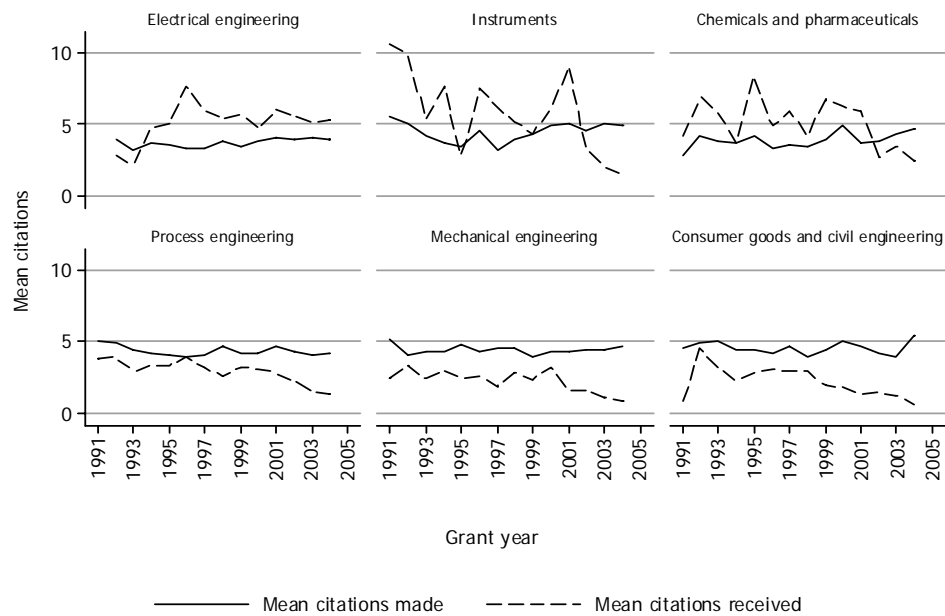 Electrical engineering
Instruments
Chemicals and pharmaceuticals
10
5
0
Process engineering
Mechanical engineering
Consumer goods and civil engineering
10
5
0
Mean citations
1991 1993 1995 1997 1999 2001 2003 2005
1991 1993 1995 1997 1999 2001 2003 2005
1991 1993 1995 1997 1999 2001 2003 2005
Grant year
Mean citations made
Mean citations received